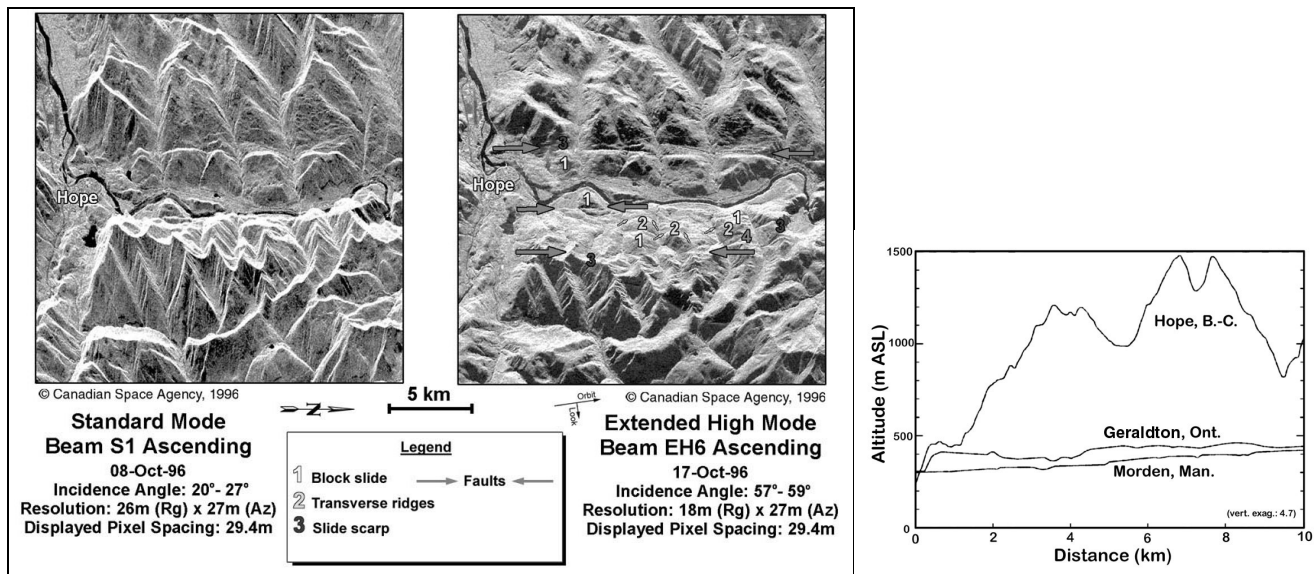 Hope
Hope
3
1
1
2
2
2
1
1
4
3
3
© Canadian Space Agency, 1996
Standard Mode
Beam S1 Ascending
08-Oct-96
Incidence Angle: 20°- 27°
Resolution: 26m (Rg) x 27m (Az)
Displayed Pixel Spacing: 29.4m
N
5 km
Legend
1 Block slide
2 Transverse ridges
3 Slide scarp
Faults
Orbit
Look
© Canadian Space Agency, 1996
Extended High Mode
Beam EH6 Ascending
17-Oct-96
Incidence Angle: 57°- 59°
Resolution: 18m (Rg) x 27m (Az)
Displayed Pixel Spacing: 29.4m
1500
1000
500
0
Altitude (m ASL)
Hope, B.-C.
Geraldton, Ont.
Morden, Man.
(vert. exag.: 4.7)
0 2 4 6 8 10
Distance (km)